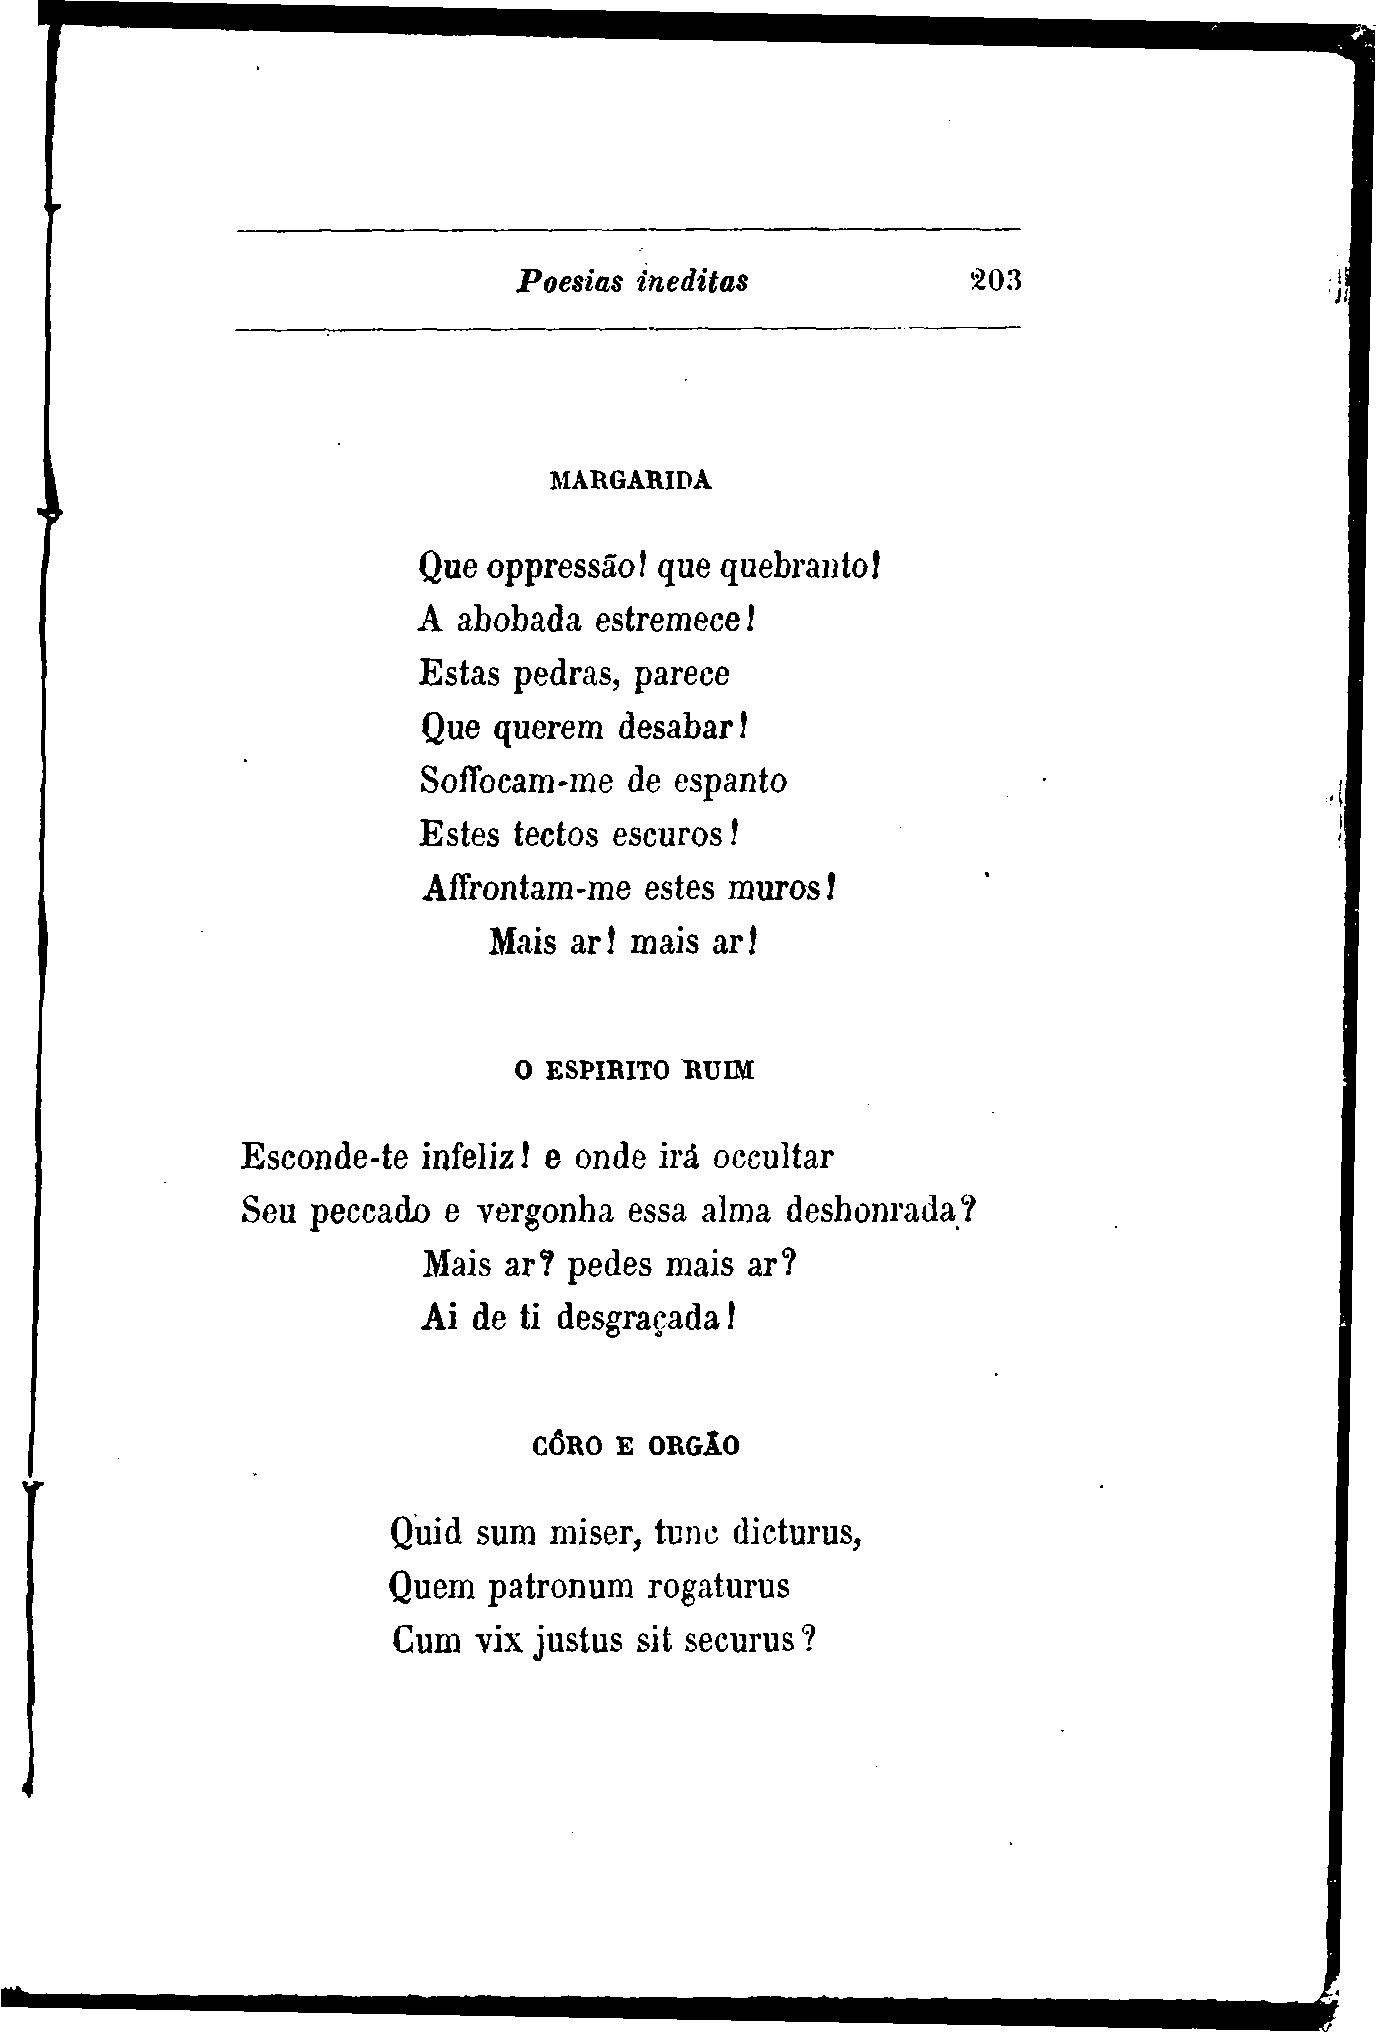 Poesias ineditas 203
MARGARIDA
Que oppressão! que quebranto!
A abobada estremece!
Estas pedras, parece
Que querem desabar!
Soffocam-me de espanto
Estes tectos escuros!
Affrontam-me estes muros!
Mais ar! mais ar!
O ESPIRITO RUIM
Esconde-te infeliz! e onde irá occultar
Seu peccado e vergonha essa alma deshonrada?
Mais ar? pedes mais ar?
Ai de ti desgraçada!
CÔRO E ORGÃO
Quid sum miser, tunc dicturus,
Quem patronum rogaturus
Cum vix justus sit securus?